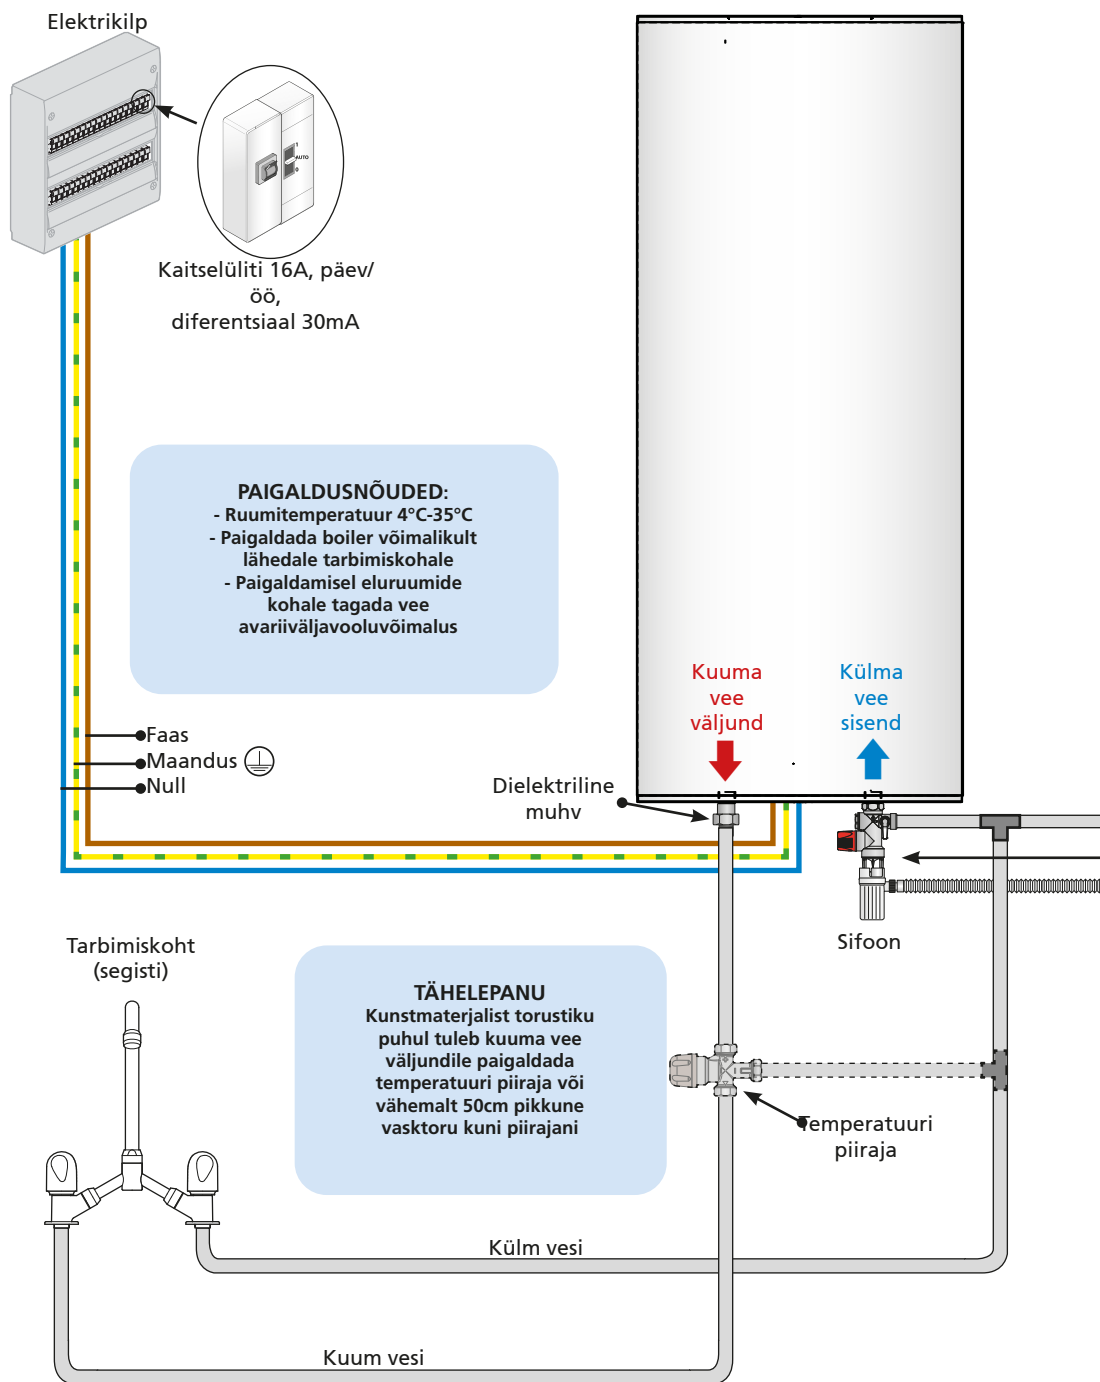 Elektrikilp
1
AUTO
0
Kaitselüliti 16A, päev/
öö,
diferentsiaal 30mA
PAIGALDUSNÕUDED:
- Ruumitemperatuur 4°C-35°C
- Paigaldada boiler võimalikult
lähedale tarbimiskohale
- Paigaldamisel eluruumide
kohale tagada vee
avariiväljavooluvõimalus
Kuuma
vee
väljund
Külma
vee
sisend
Faas
Maandus
Null
Dielektriline
muhv
Sifoon
Tarbimiskoht
(segisti)
TÄHELEPANU
Kunstmaterjalist torustiku
puhul tuleb kuuma vee
väljundile paigaldada
temperatuuri piiraja või
vähemalt 50cm pikkune
vasktoru kuni piirajani
Temperatuuri
piiraja
Külm vesi
Kuum vesi